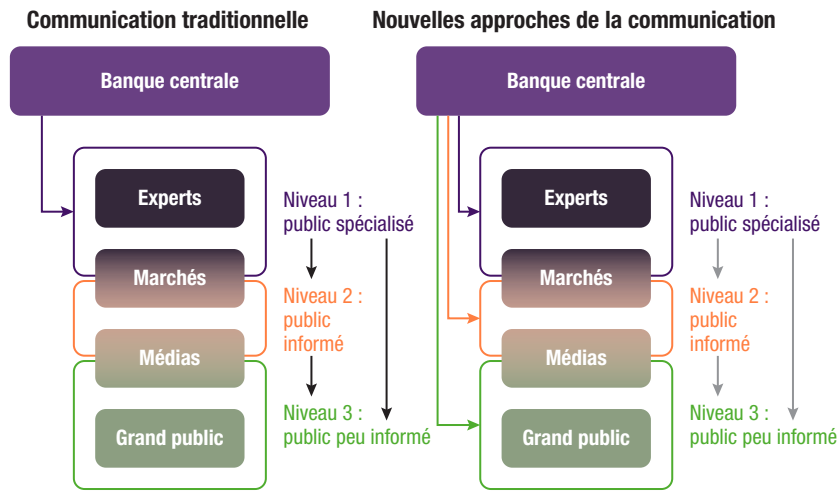 Communication traditionnelle
Banque centrale
Experts
Marchés
Médias
Grand public
Niveau 1 :
public spécialisé
Niveau 2 :
public
informé
Niveau 3 :
public peu informé
Nouvelles approches de la communication
Banque centrale
Experts
Marchés
Médias
Grand public
Niveau 1 :
public spécialisé
Niveau 2 :
public
informé
Niveau 3 :
public peu informé